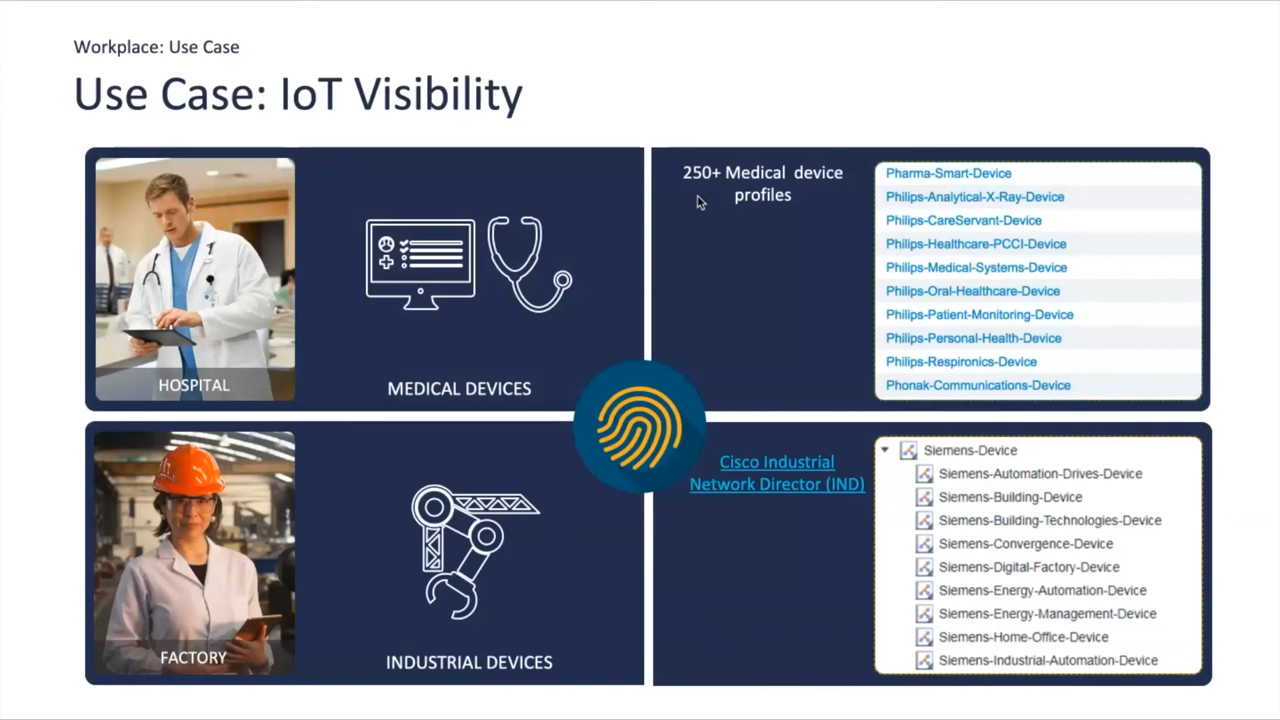 Workplace: Use Case
Use Case: IoT Visibility
HOSPITAL
MEDICAL DEVICES
250+ Medical device
profiles
Pharma-Smart-Device
Philips-Analytical-X-Ray-Device
Philips-CareServant-Device
Philips-Healthcare-PCCI-Device
Philips-Medical-Systems-Device
Philips-Oral-Healthcare-Device
Philips-Patient-Monitoring-Device
Philips-Personal-Health-Device
Philips-Respironics-Device
Phonak-Communications-Device
FACTORY
INDUSTRIAL DEVICES
Cisco Industrial
Network Director (IND)
Siemens-Device
Siemens-Automation-Drives-Device
Siemens-Building-Device
Siemens-Building-Technologies-Device
Siemens-Convergence-Device
Siemens-Digital-Factory-Device
Siemens-Energy-Automation-Device
Siemens-Energy-Management-Device
Siemens-Home-Office-Device
Siemens-Industrial-Automation-Device